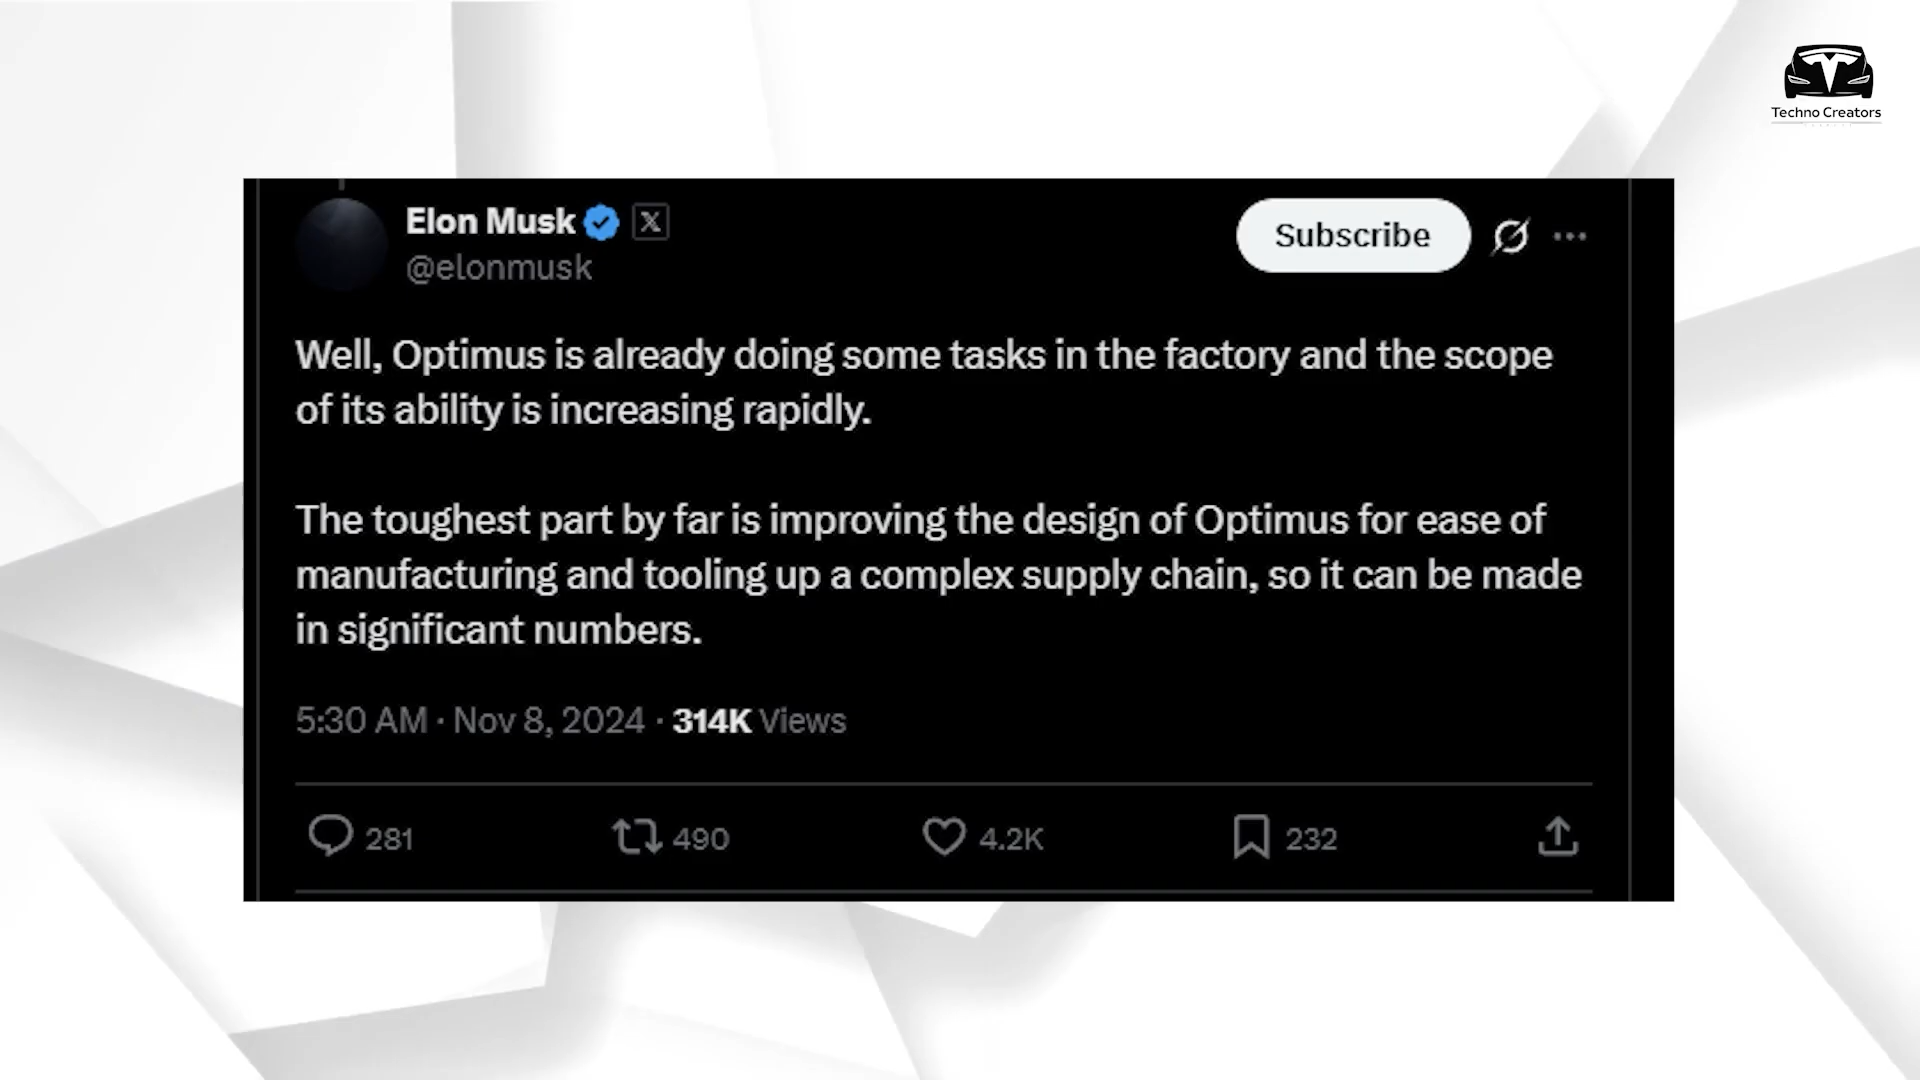 Techno Creators
Elon Musk
@elonmusk
Subscribe
Well, Optimus is already doing some tasks in the factory and the scope
of its ability is increasing rapidly.
The toughest part by far is improving the design of Optimus for ease of
manufacturing and tooling up a complex supply chain, so it can be made
in significant numbers.
5:30 AM · Nov 8, 2024 · 314K Views
281 490 4.2K 232